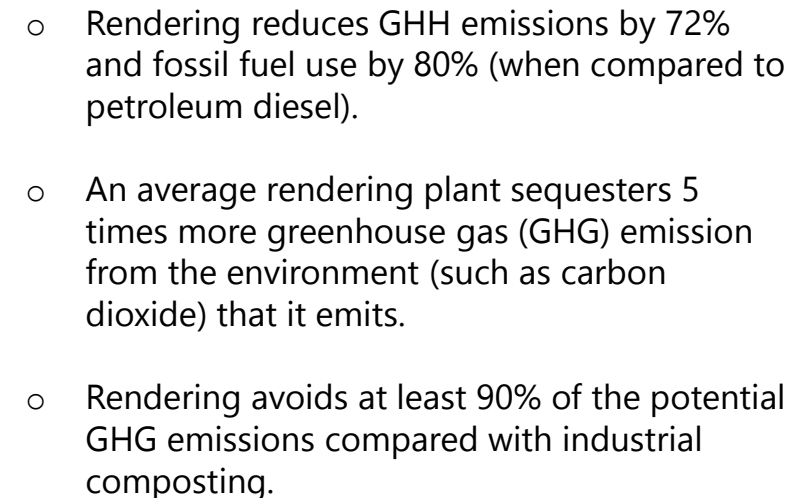 ○ Rendering reduces GHH emissions by 72%
and fossil fuel use by 80% (when compared to
petroleum diesel).
○ An average rendering plant sequesters 5
times more greenhouse gas (GHG) emission
from the environment (such as carbon
dioxide) that it emits.
○ Rendering avoids at least 90% of the potential
GHG emissions compared with industrial
composting.